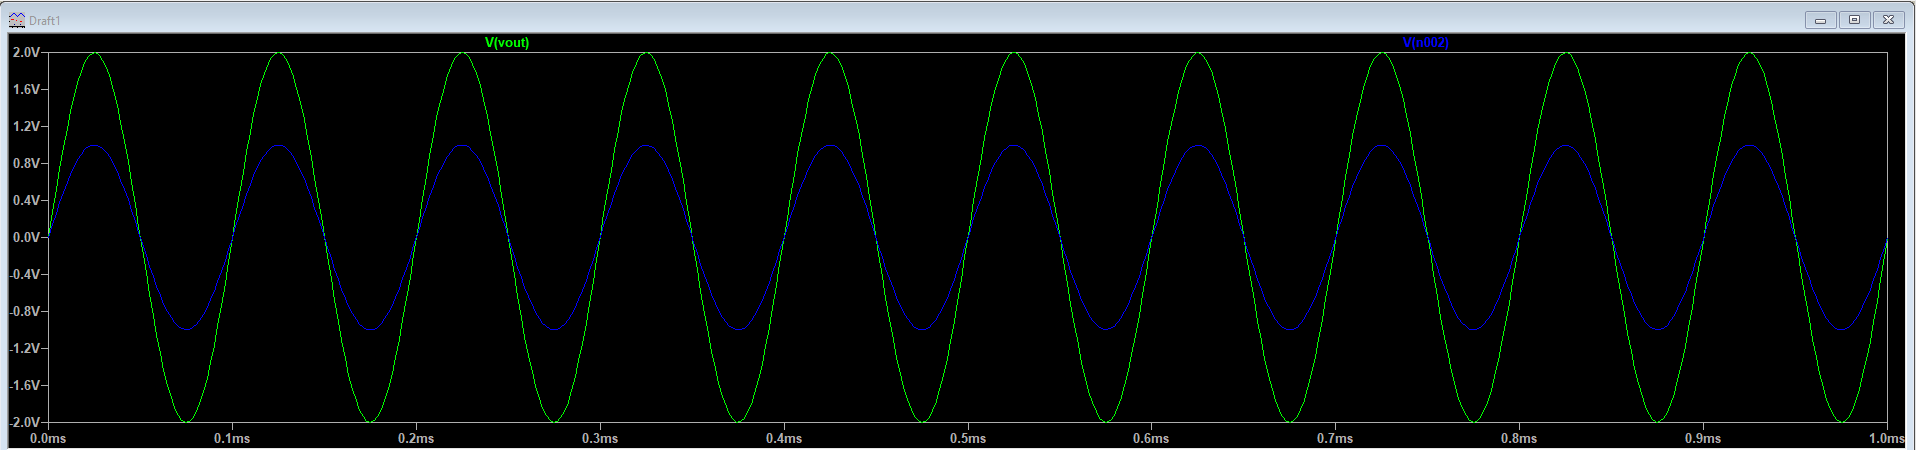 Draft1
V(vout) V(n002)
2.0V
1.6V
1.2V
0.8V
0.4V
0.0V
-0.4V
-0.8V
-1.2V
-1.6V
-2.0V
0.0ms 0.1ms 0.2ms 0.3ms 0.4ms 0.5ms 0.6ms 0.7ms 0.8ms 0.9ms 1.0ms